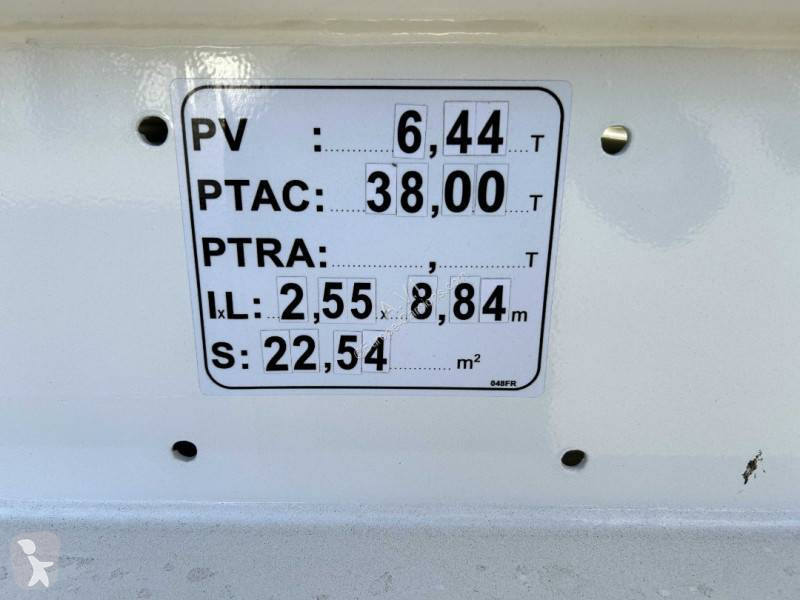 PV : 6,44 T
PTAC: 38,00 T
PTRA: , T
IxL: 2,55 x 8,84 m
S: 22,54 m²
048FR